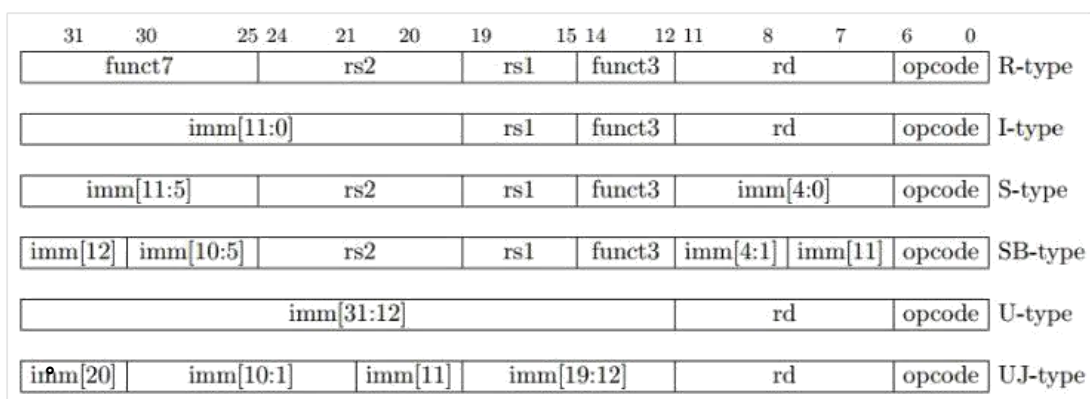 31 30 25 24 21 20 19 15 14 12 11 8 7 6 0
funct7 rs2 rs1 funct3 rd opcode R-type
imm[11:0] rs1 funct3 rd opcode I-type
imm[11:5] rs2 rs1 funct3 imm[4:0] opcode S-type
imm[12] imm[10:5] rs2 rs1 funct3 imm[4:1] imm[11] opcode SB-type
imm[31:12] rd opcode U-type
imm[20] imm[10:1] imm[11] imm[19:12] rd opcode UJ-type